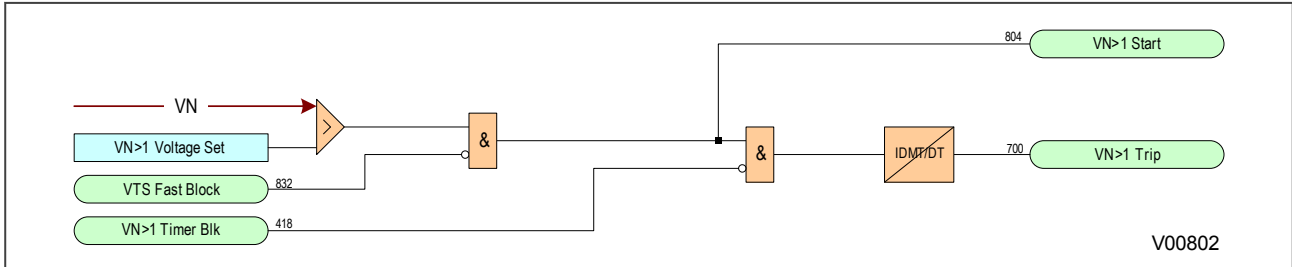 804
VN>1 Start
VN
>
VN>1 Voltage Set
&
&
IDMT/DT
700
VN>1 Trip
VTS Fast Block
832
VN>1 Timer Blk
418
V00802